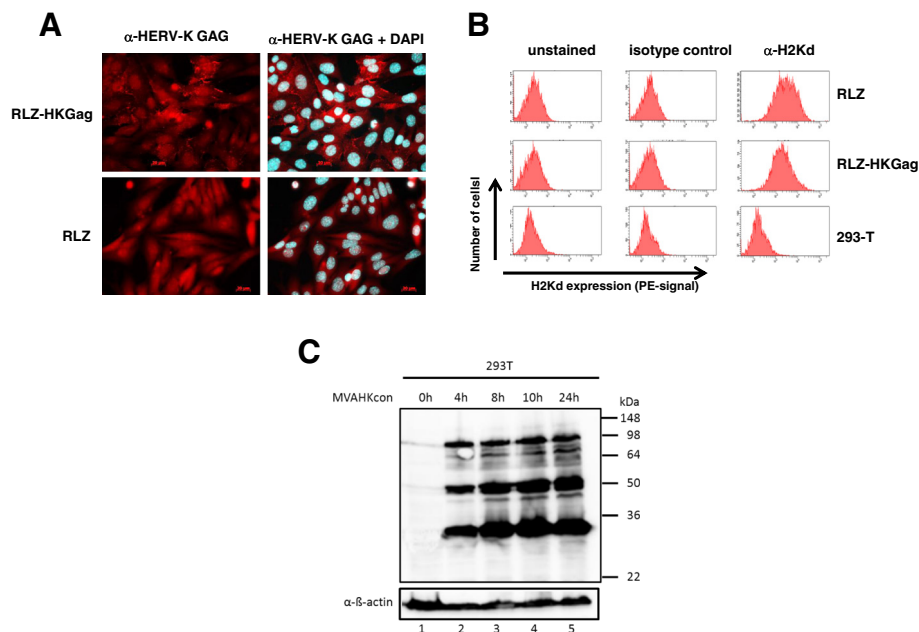 A
α-HERV-K GAG
α-HERV-K GAG + DAPI
RLZ-HKGag
RLZ
B
unstained
isotype control
α-H2Kd
RLZ
RLZ-HKGag
293-T
Number of cells
H2Kd expression (PE-signal)
C
293T
MVAHKcon 0h 4h 8h 10h 24h
kDa
148
98
64
50
36
22
α-ß-actin
1 2 3 4 5